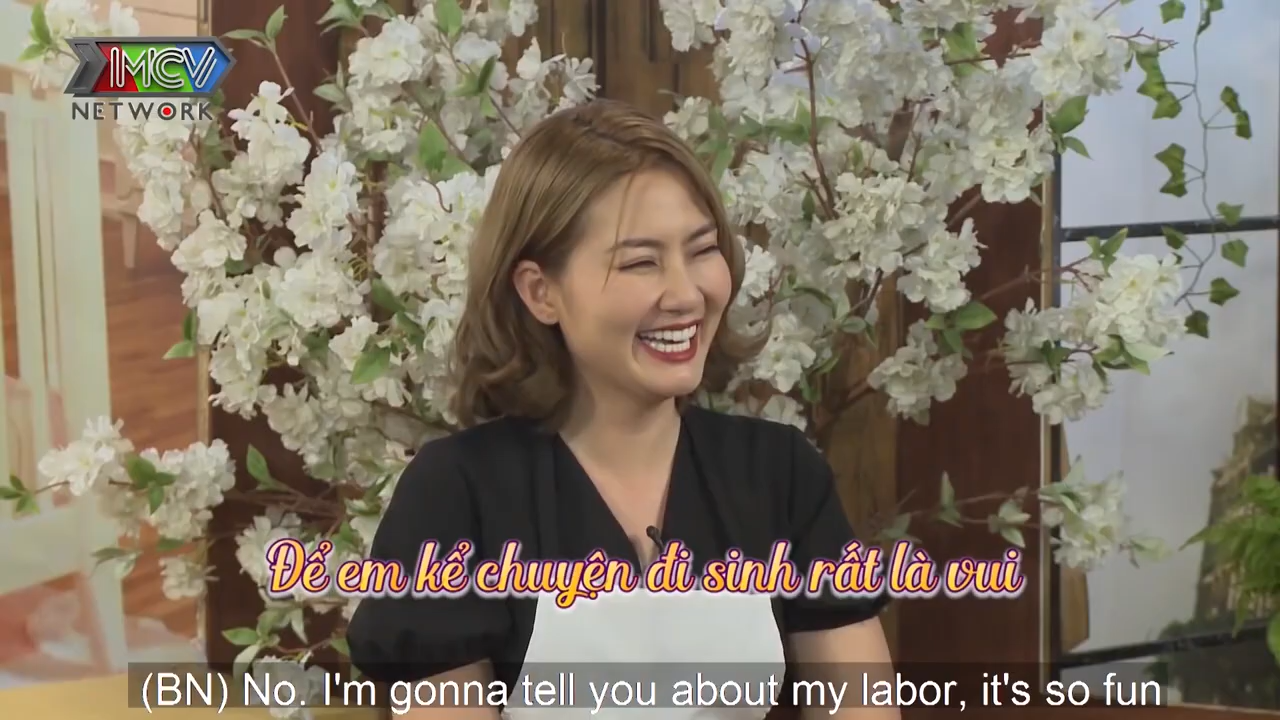 MCV
NETWORK
Để em kể chuyện đi sinh rất là vui
(BN) No. I'm gonna tell you about my labor, it's so fun